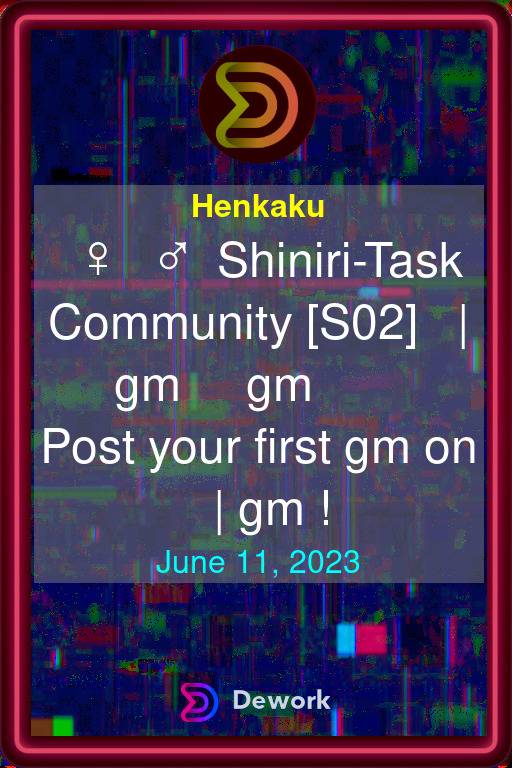 Henkaku
♀ ♂ Shiniri-Task
Community [S02] |
gm gm
Post your first gm on
| gm !
June 11, 2023
Dework